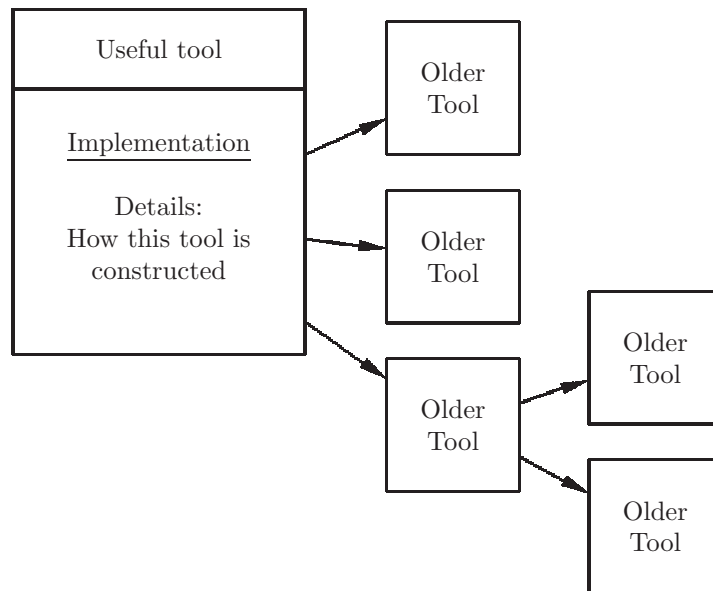 Useful tool
Implementation
Details:
How this tool is
constructed
Older
Tool
Older
Tool
Older
Tool
Older
Tool
Older
Tool